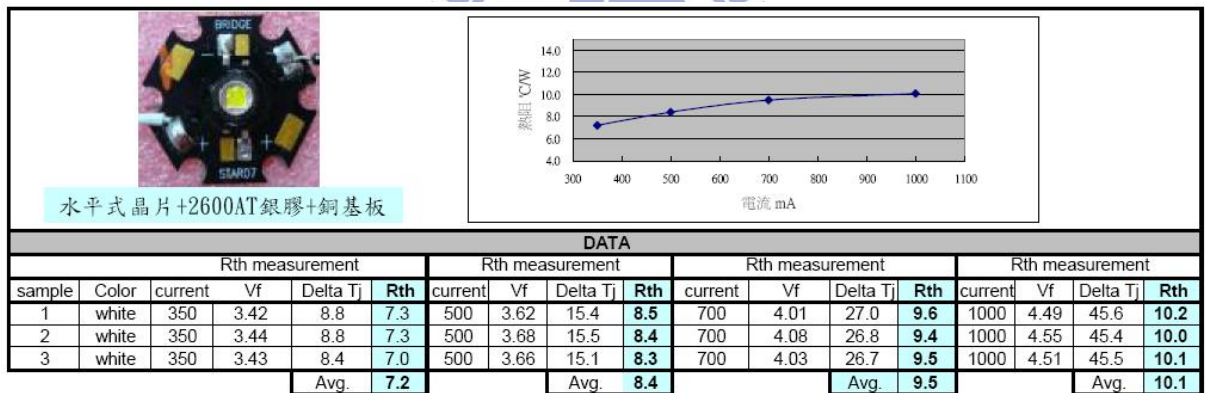 BRIDGE
STAR07
水平式晶片+2600AT銀膠+銅基板
14.0
12.0
10.0
8.0
6.0
4.0
熱阻 ℃/W
300 400 500 600 700 800 900 1000 1100
電流 mA
DATA
Rth measurement Rth measurement Rth measurement Rth measurement
sample Color current Vf Delta Tj Rth current Vf Delta Tj Rth current Vf Delta Tj Rth current Vf Delta Tj Rth
1 white 350 3.42 8.8 7.3 500 3.62 15.4 8.5 700 4.01 27.0 9.6 1000 4.49 45.6 10.2
2 white 350 3.44 8.8 7.3 500 3.68 15.5 8.4 700 4.08 26.8 9.4 1000 4.55 45.4 10.0
3 white 350 3.43 8.4 7.0 500 3.66 15.1 8.3 700 4.03 26.7 9.5 1000 4.51 45.5 10.1
Avg. 7.2 Avg. 8.4 Avg. 9.5 Avg. 10.1